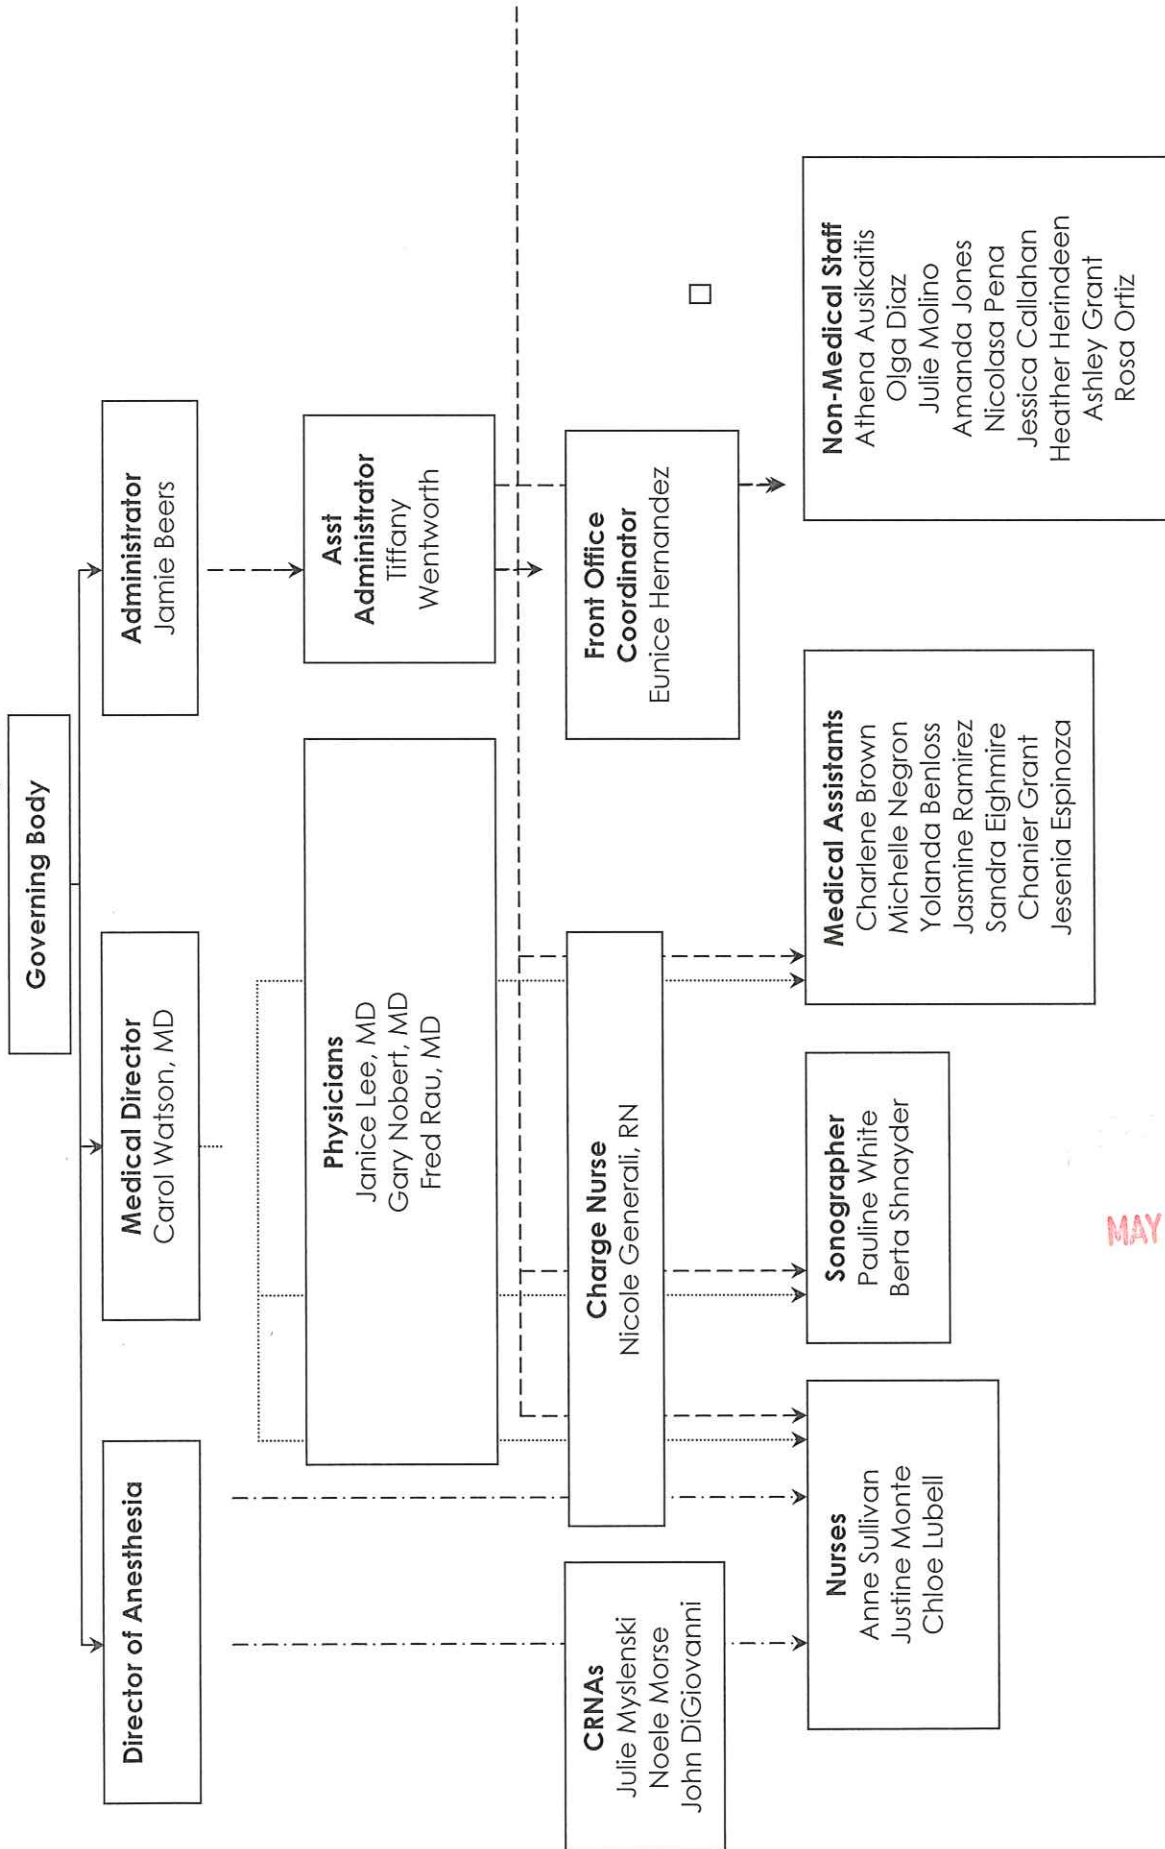 Governing Body
Director of Anesthesia
Medical Director
Carol Watson, MD
Administrator
Jamie Beers
Physicians
Janice Lee, MD
Gary Nobert, MD
Fred Rau, MD
Asst
Administrator
Tiffany
Wentworth
CRNAs
Julie Myslenski
Noele Morse
John DiGiovanni
Charge Nurse
Nicole Generali, RN
Front Office
Coordinator
Eunice Hernandez
Nurses
Anne Sullivan
Justine Monte
Chloe Lubell
Sonographer
Pauline White
Berta Shnayder
Medical Assistants
Charlene Brown
Michelle Negron
Yolanda Benloss
Jasmine Ramirez
Sandra Eighmire
Chanier Grant
Jesenia Espinoza
Non-Medical Staff
Athena Ausikaitis
Olga Diaz
Julie Molino
Amanda Jones
Nicolasa Pena
Jessica Callahan
Heather Herindeen
Ashley Grant
Rosa Ortiz
MAY